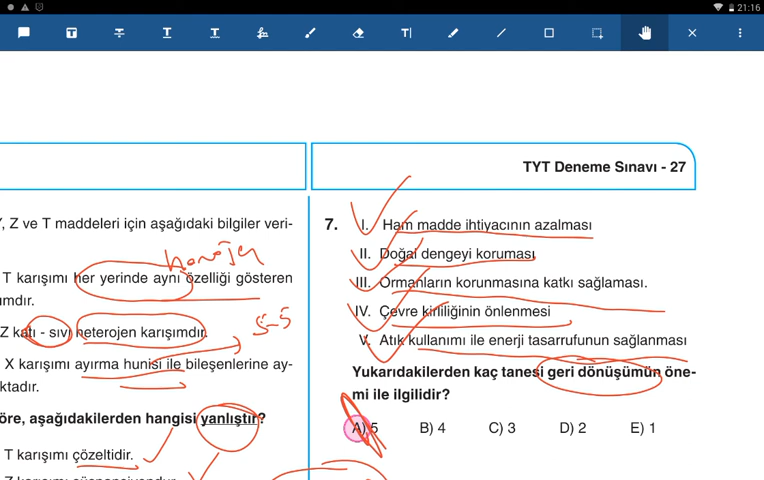 21:16
TYT Deneme Sınavı - 27
, Z ve T maddeleri için aşağıdaki bilgiler veri-
homojen
T karışımı her yerinde aynı özelliği gösteren
ımdır.
Z katı - sıvı heterojen karışımdır.
S-S
X karışımı ayırma hunisi ile bileşenlerine ay-
ktadır.
öre, aşağıdakilerden hangisi yanlıştır?
T karışımı çözeltidir.
7. I. Ham madde ihtiyacının azalması
II. Doğal dengeyi koruması
III. Ormanların korunmasına katkı sağlaması.
IV. Çevre kirliliğinin önlenmesi
V. Atık kullanımı ile enerji tasarrufunun sağlanması
Yukarıdakilerden kaç tanesi geri dönüşümün öne-
mi ile ilgilidir?
A) 5 B) 4 C) 3 D) 2 E) 1